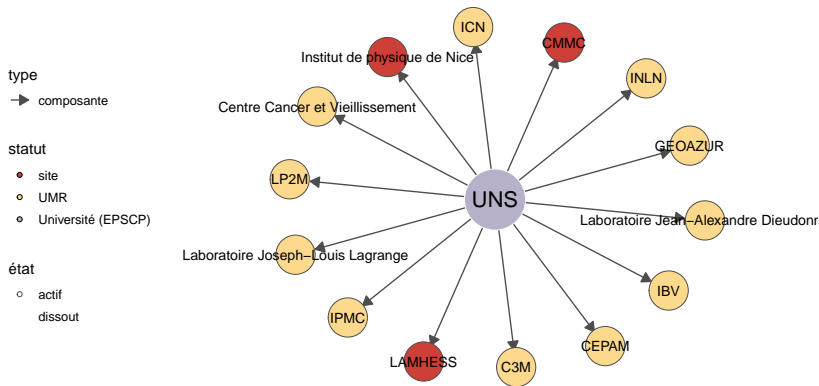 type
composante
statut
site
UMR
Université (EPSCP)
état
actif
dissout
ICN
CMMC
Institut de physique de Nice
INLN
Centre Cancer et Vieillissement
GEOAZUR
LP2M
UNS
Laboratoire Jean−Alexandre Dieudonn
Laboratoire Joseph−Louis Lagrange
IBV
IPMC
CEPAM
LAMHESS
C3M